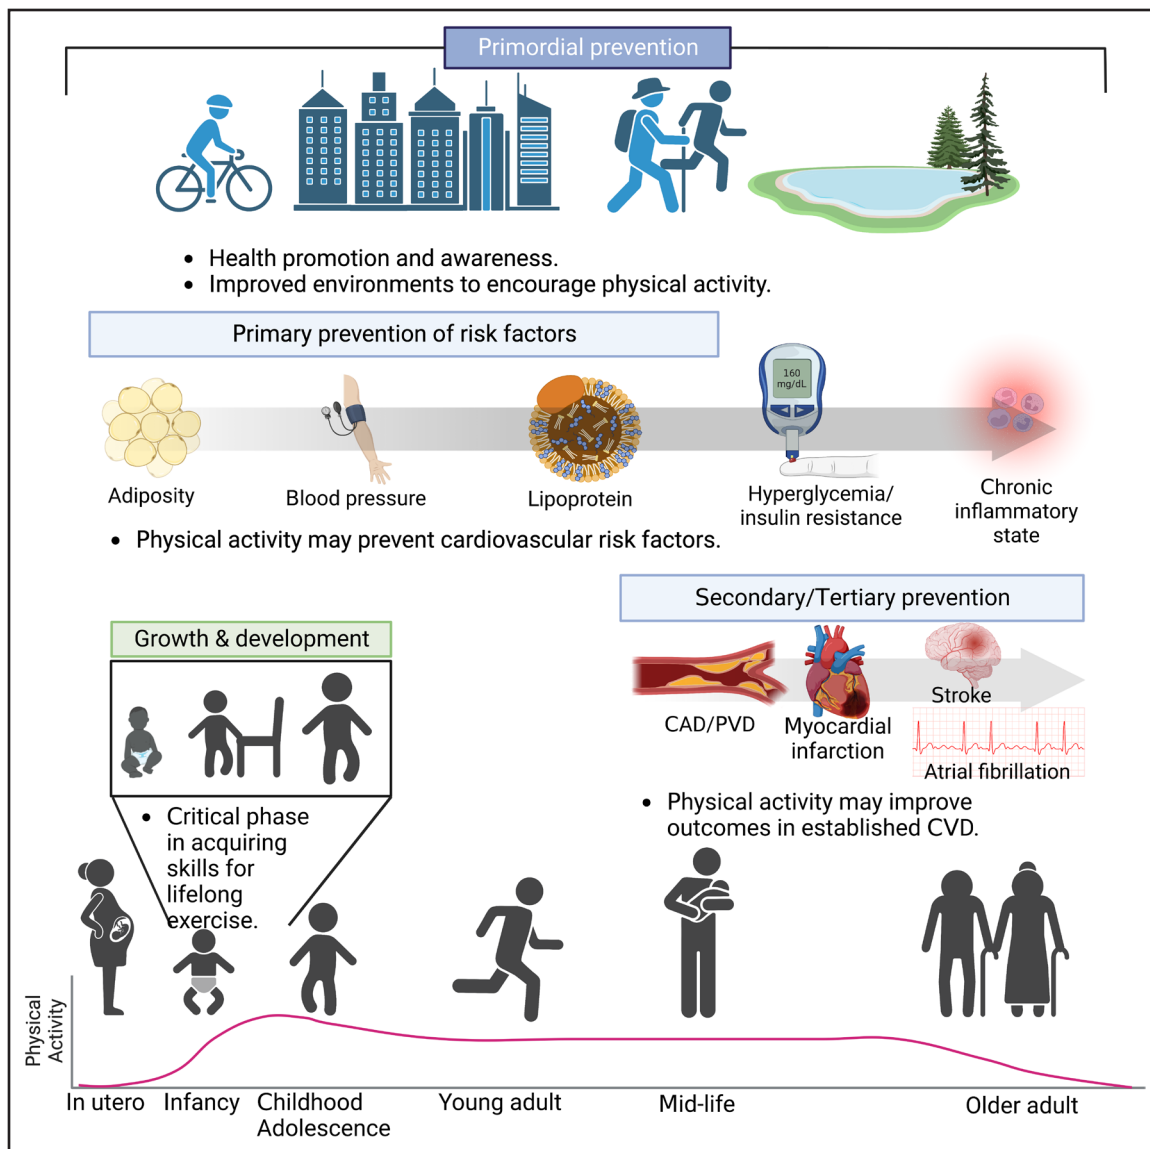 Primordial prevention
• Health promotion and awareness.
• Improved environments to encourage physical activity.
Primary prevention of risk factors
160
mg/dL
Adiposity
Blood pressure
Lipoprotein
Hyperglycemia/
insulin resistance
Chronic
inflammatory
state
• Physical activity may prevent cardiovascular risk factors.
Secondary/Tertiary prevention
CAD/PVD
Myocardial
infarction
Stroke
Atrial fibrillation
• Physical activity may improve
outcomes in established CVD.
Growth & development
• Critical phase
in acquiring
skills for
lifelong
exercise.
Physical
Activity
In utero
Infancy
Childhood
Adolescence
Young adult
Mid-life
Older adult